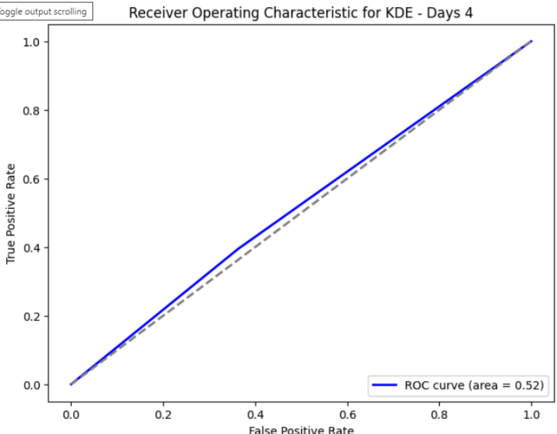 oggle output scrolling
Receiver Operating Characteristic for KDE - Days 4
1.0
0.8
0.6
0.4
0.2
0.0
True Positive Rate
ROC curve (area = 0.52)
0.0 0.2 0.4 0.6 0.8 1.0
False Positive Rate